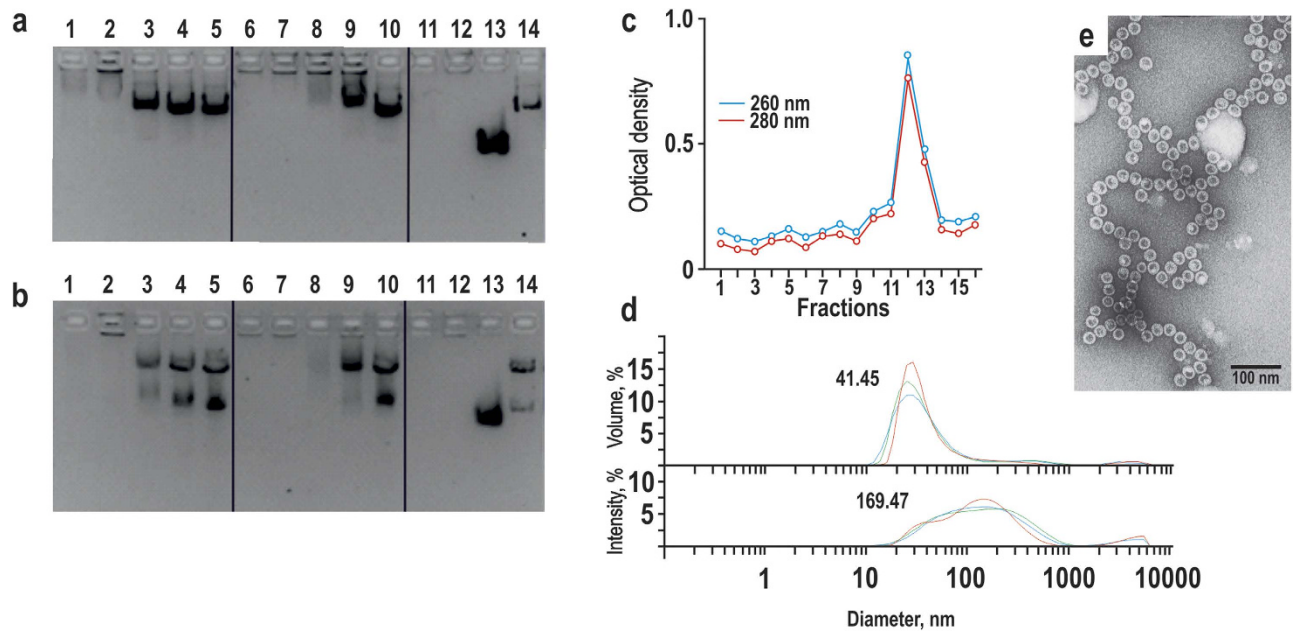 a
1 2 3 4 5 6 7 8 9 10 11 12 13 14
b
1 2 3 4 5 6 7 8 9 10 11 12 13 14
c
1.0
0.5
0
Optical density
260 nm
280 nm
1 3 5 7 9 11 13 15
Fractions
d
Volume, %
15
10
5
41.45
Intensity, %
10
5
169.47
1 10 100 1000 10000
Diameter, nm
e
100 nm